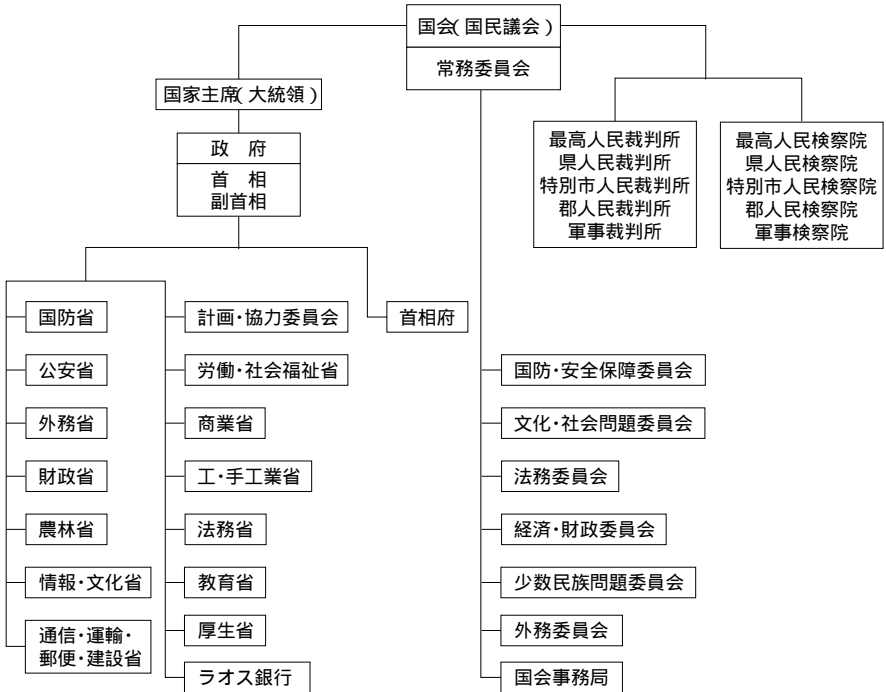 国会(国民議会)
常務委員会
国家主席(大統領)
政 府
首 相
副首相
最高人民裁判所
県人民裁判所
特別市人民裁判所
郡人民裁判所
軍事裁判所
最高人民検察院
県人民検察院
特別市人民検察院
郡人民検察院
軍事検察院
国防省
公安省
外務省
財政省
農林省
情報・文化省
通信・運輸・
郵便・建設省
計画・協力委員会
労働・社会福祉省
商業省
工・手工業省
法務省
教育省
厚生省
ラオス銀行
首相府
国防・安全保障委員会
文化・社会問題委員会
法務委員会
経済・財政委員会
少数民族問題委員会
外務委員会
国会事務局